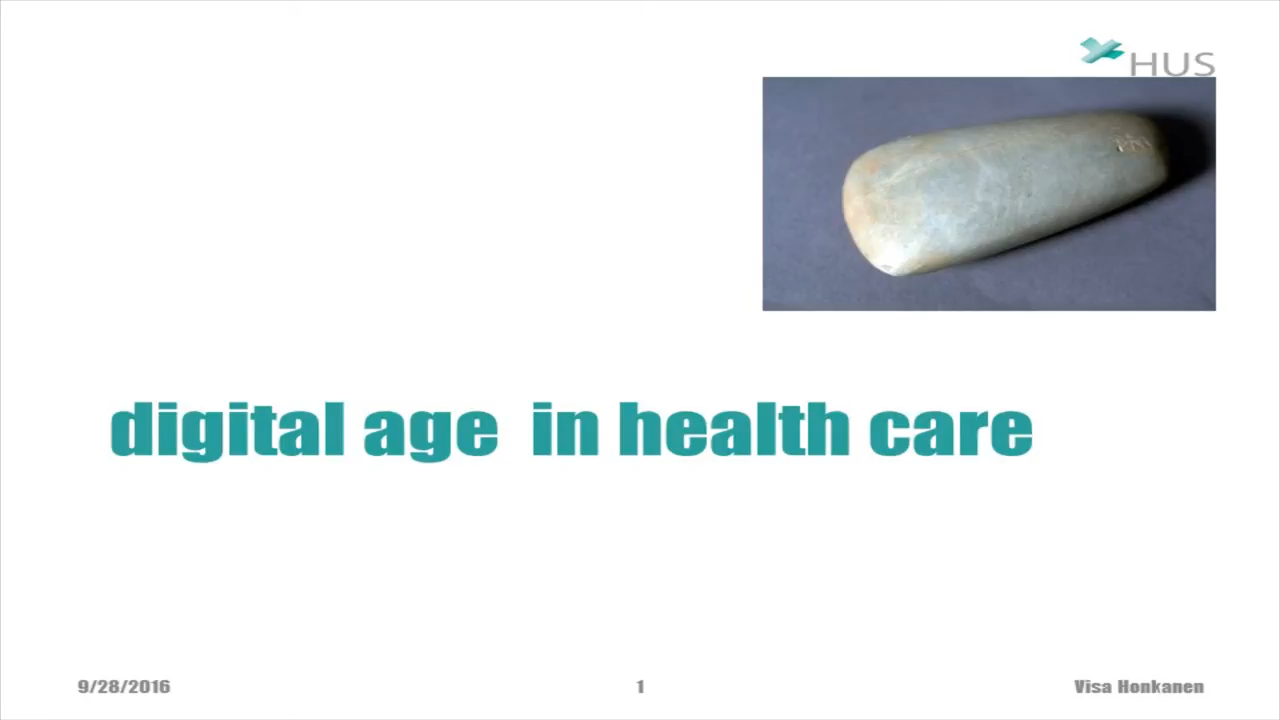 HUS
digital age in health care
9/28/2016
1
Visa Honkanen